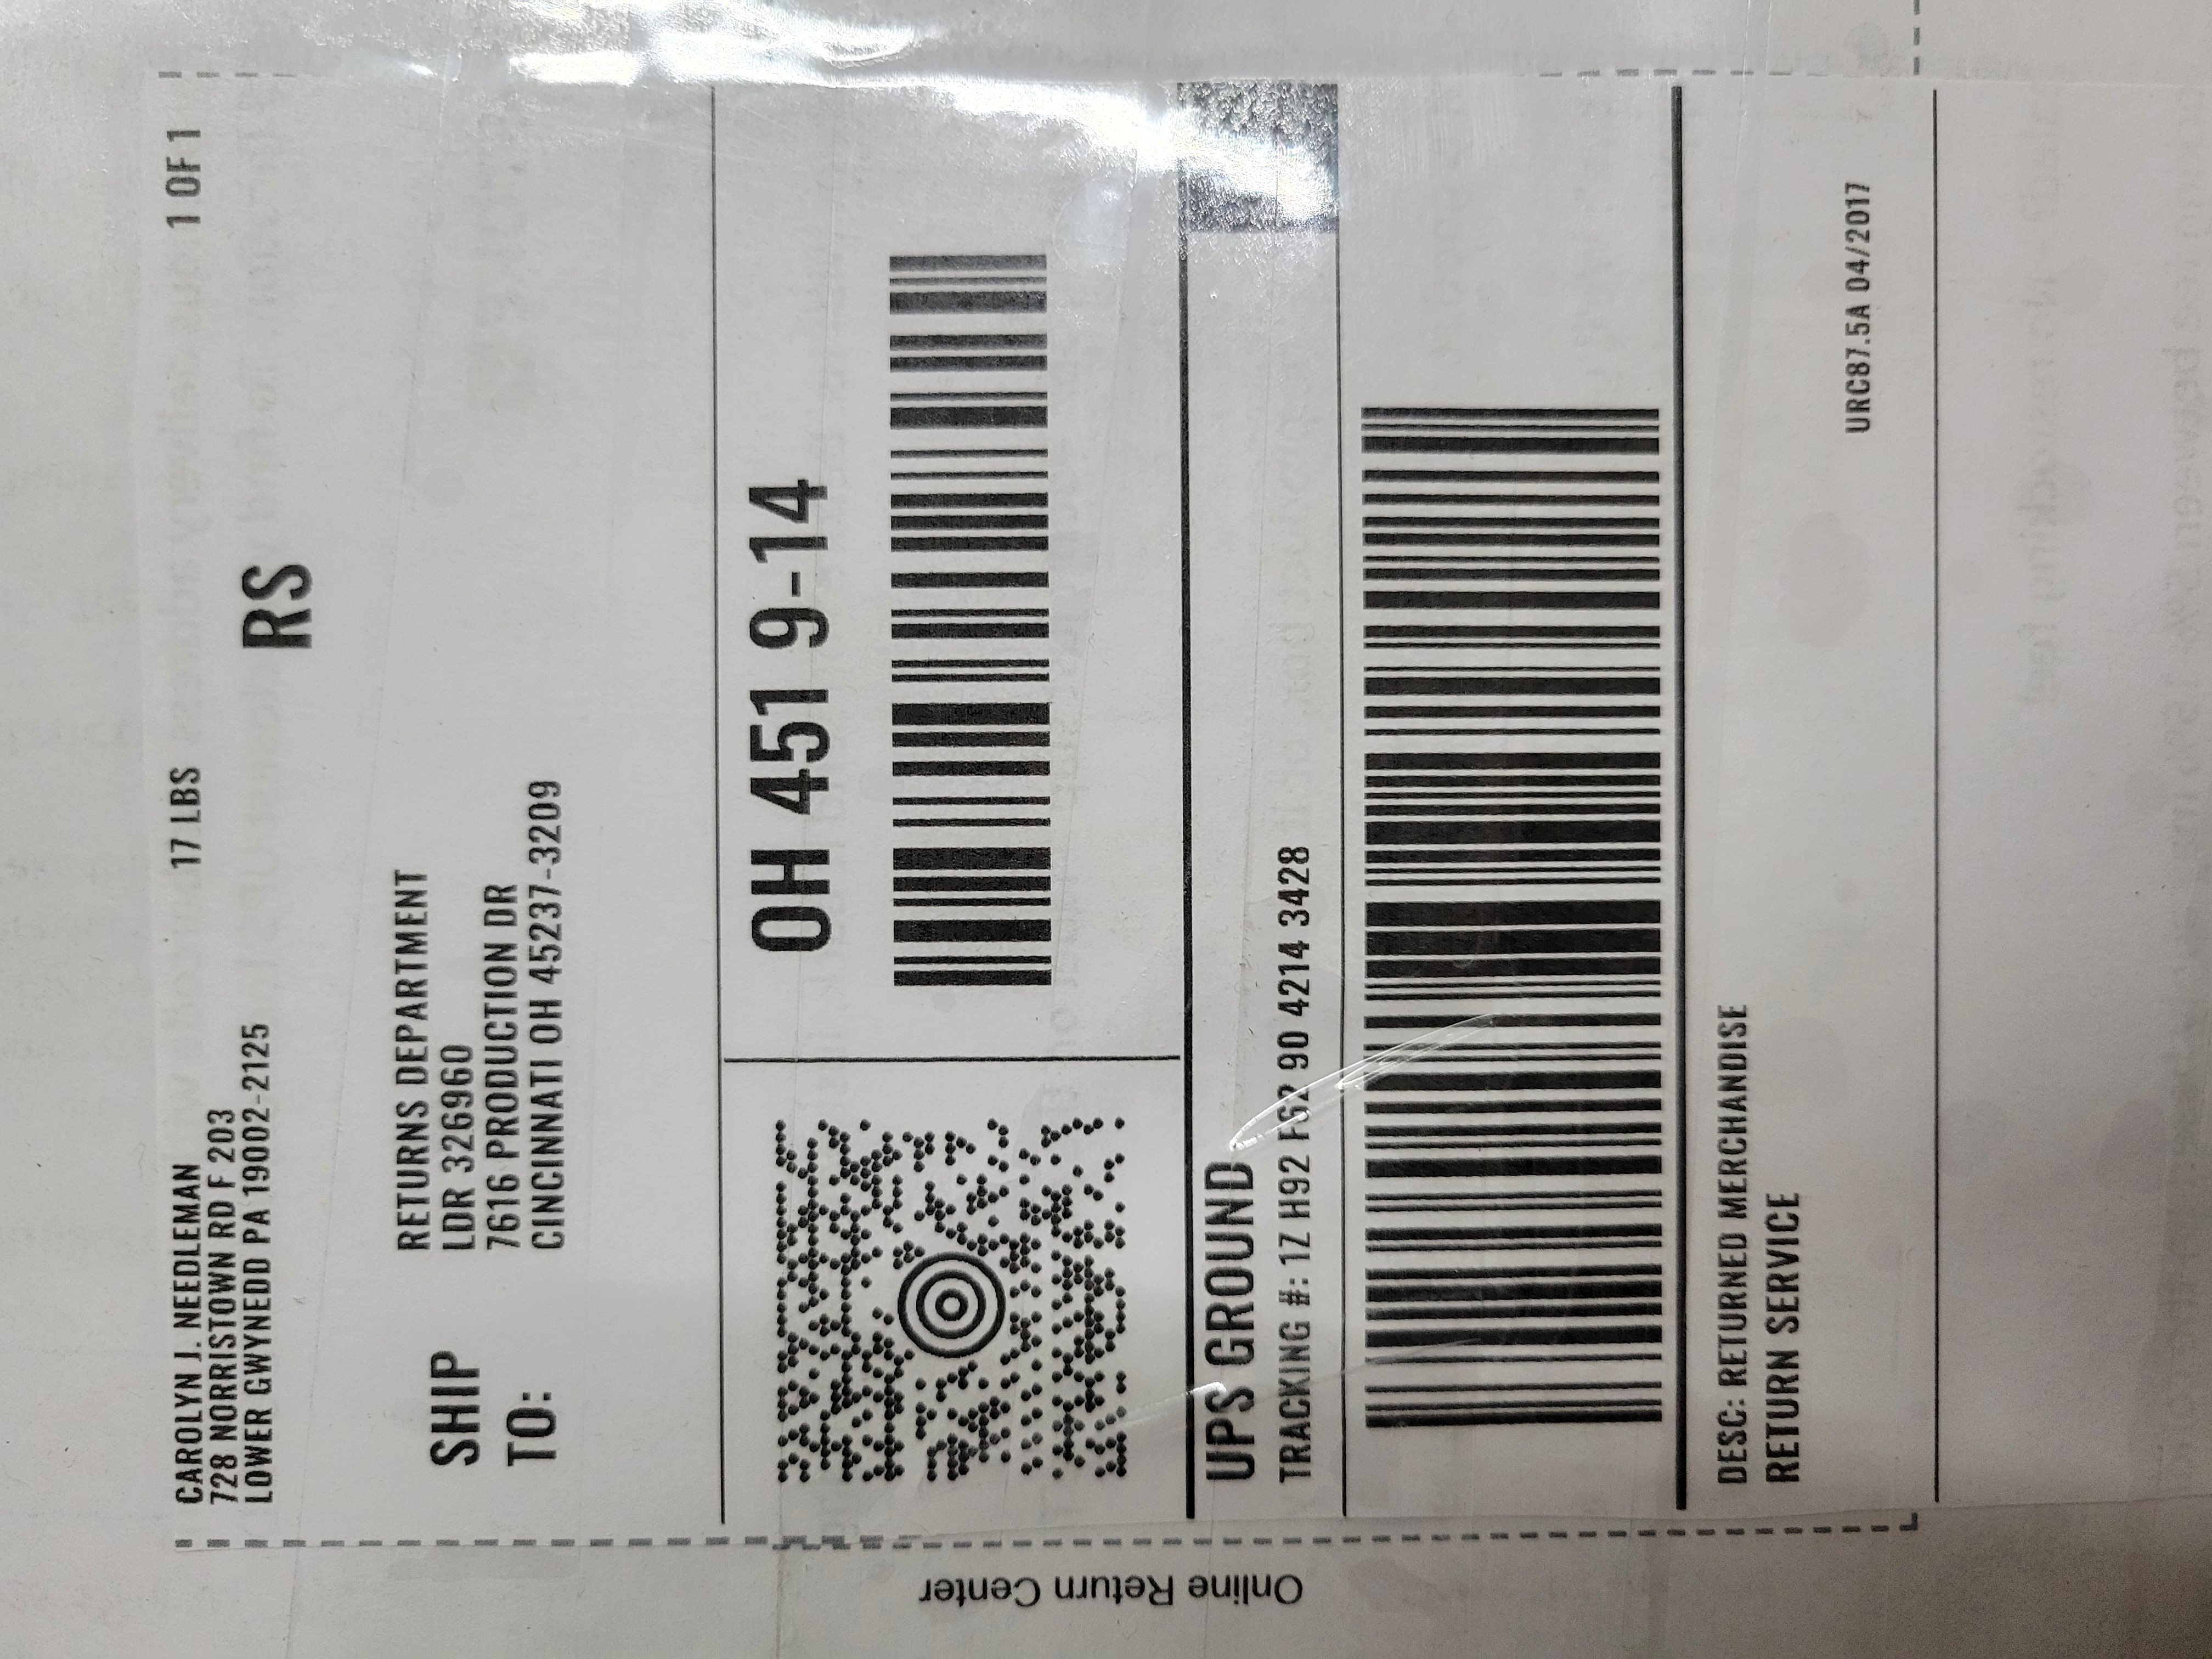 CAROLYN J. NEEDLEMAN
728 NORRISTOWN RD F 203
LOWER GWYNEDD PA 19002-2125
17 LBS
1 OF 1
RS
SHIP
TO:
RETURNS DEPARTMENT
LDR 326960
7616 PRODUCTION DR
CINCINNATI OH 45237-3209
OH 451 9-14
UPS GROUND
TRACKING #: 1Z H92 F62 90 4214 3428
DESC: RETURNED MERCHANDISE
RETURN SERVICE
URC87.5A 04/2017
Online Return Center